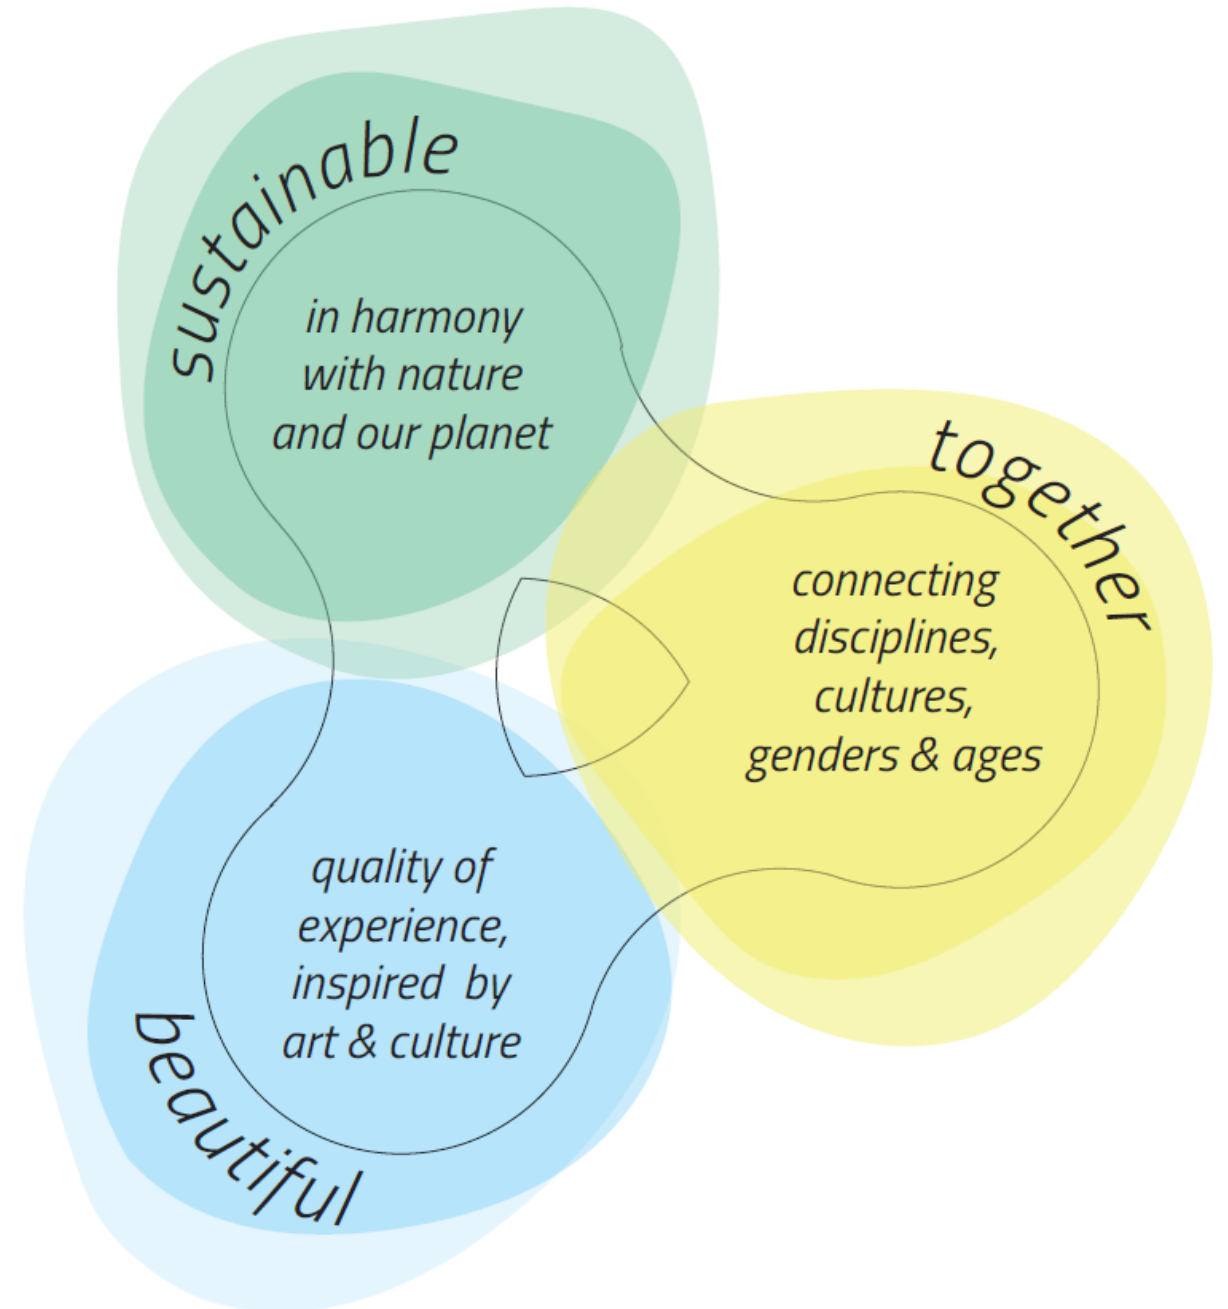 sustainable
in harmony
with nature
and our planet
together
connecting
disciplines,
cultures,
genders & ages
quality of
experience,
inspired by
art & culture
beautiful